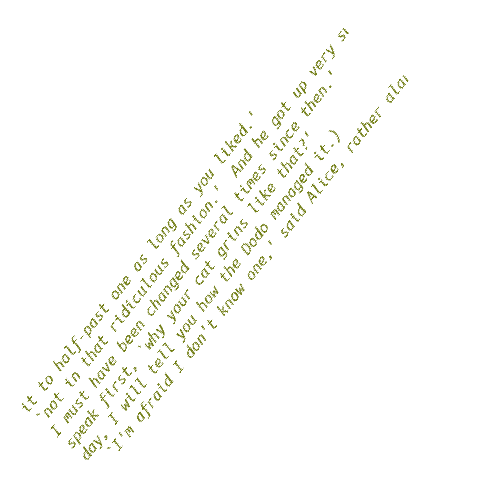 it to half-past one as long as you liked.'
`not in that ridiculous fashion.'  And he got up very
I must have been changed several times since then.'
speak first, `why your cat grins like that?'
day, I will tell you how the Dodo managed it.)
`I'm afraid I don't know one,' said Alice, rather